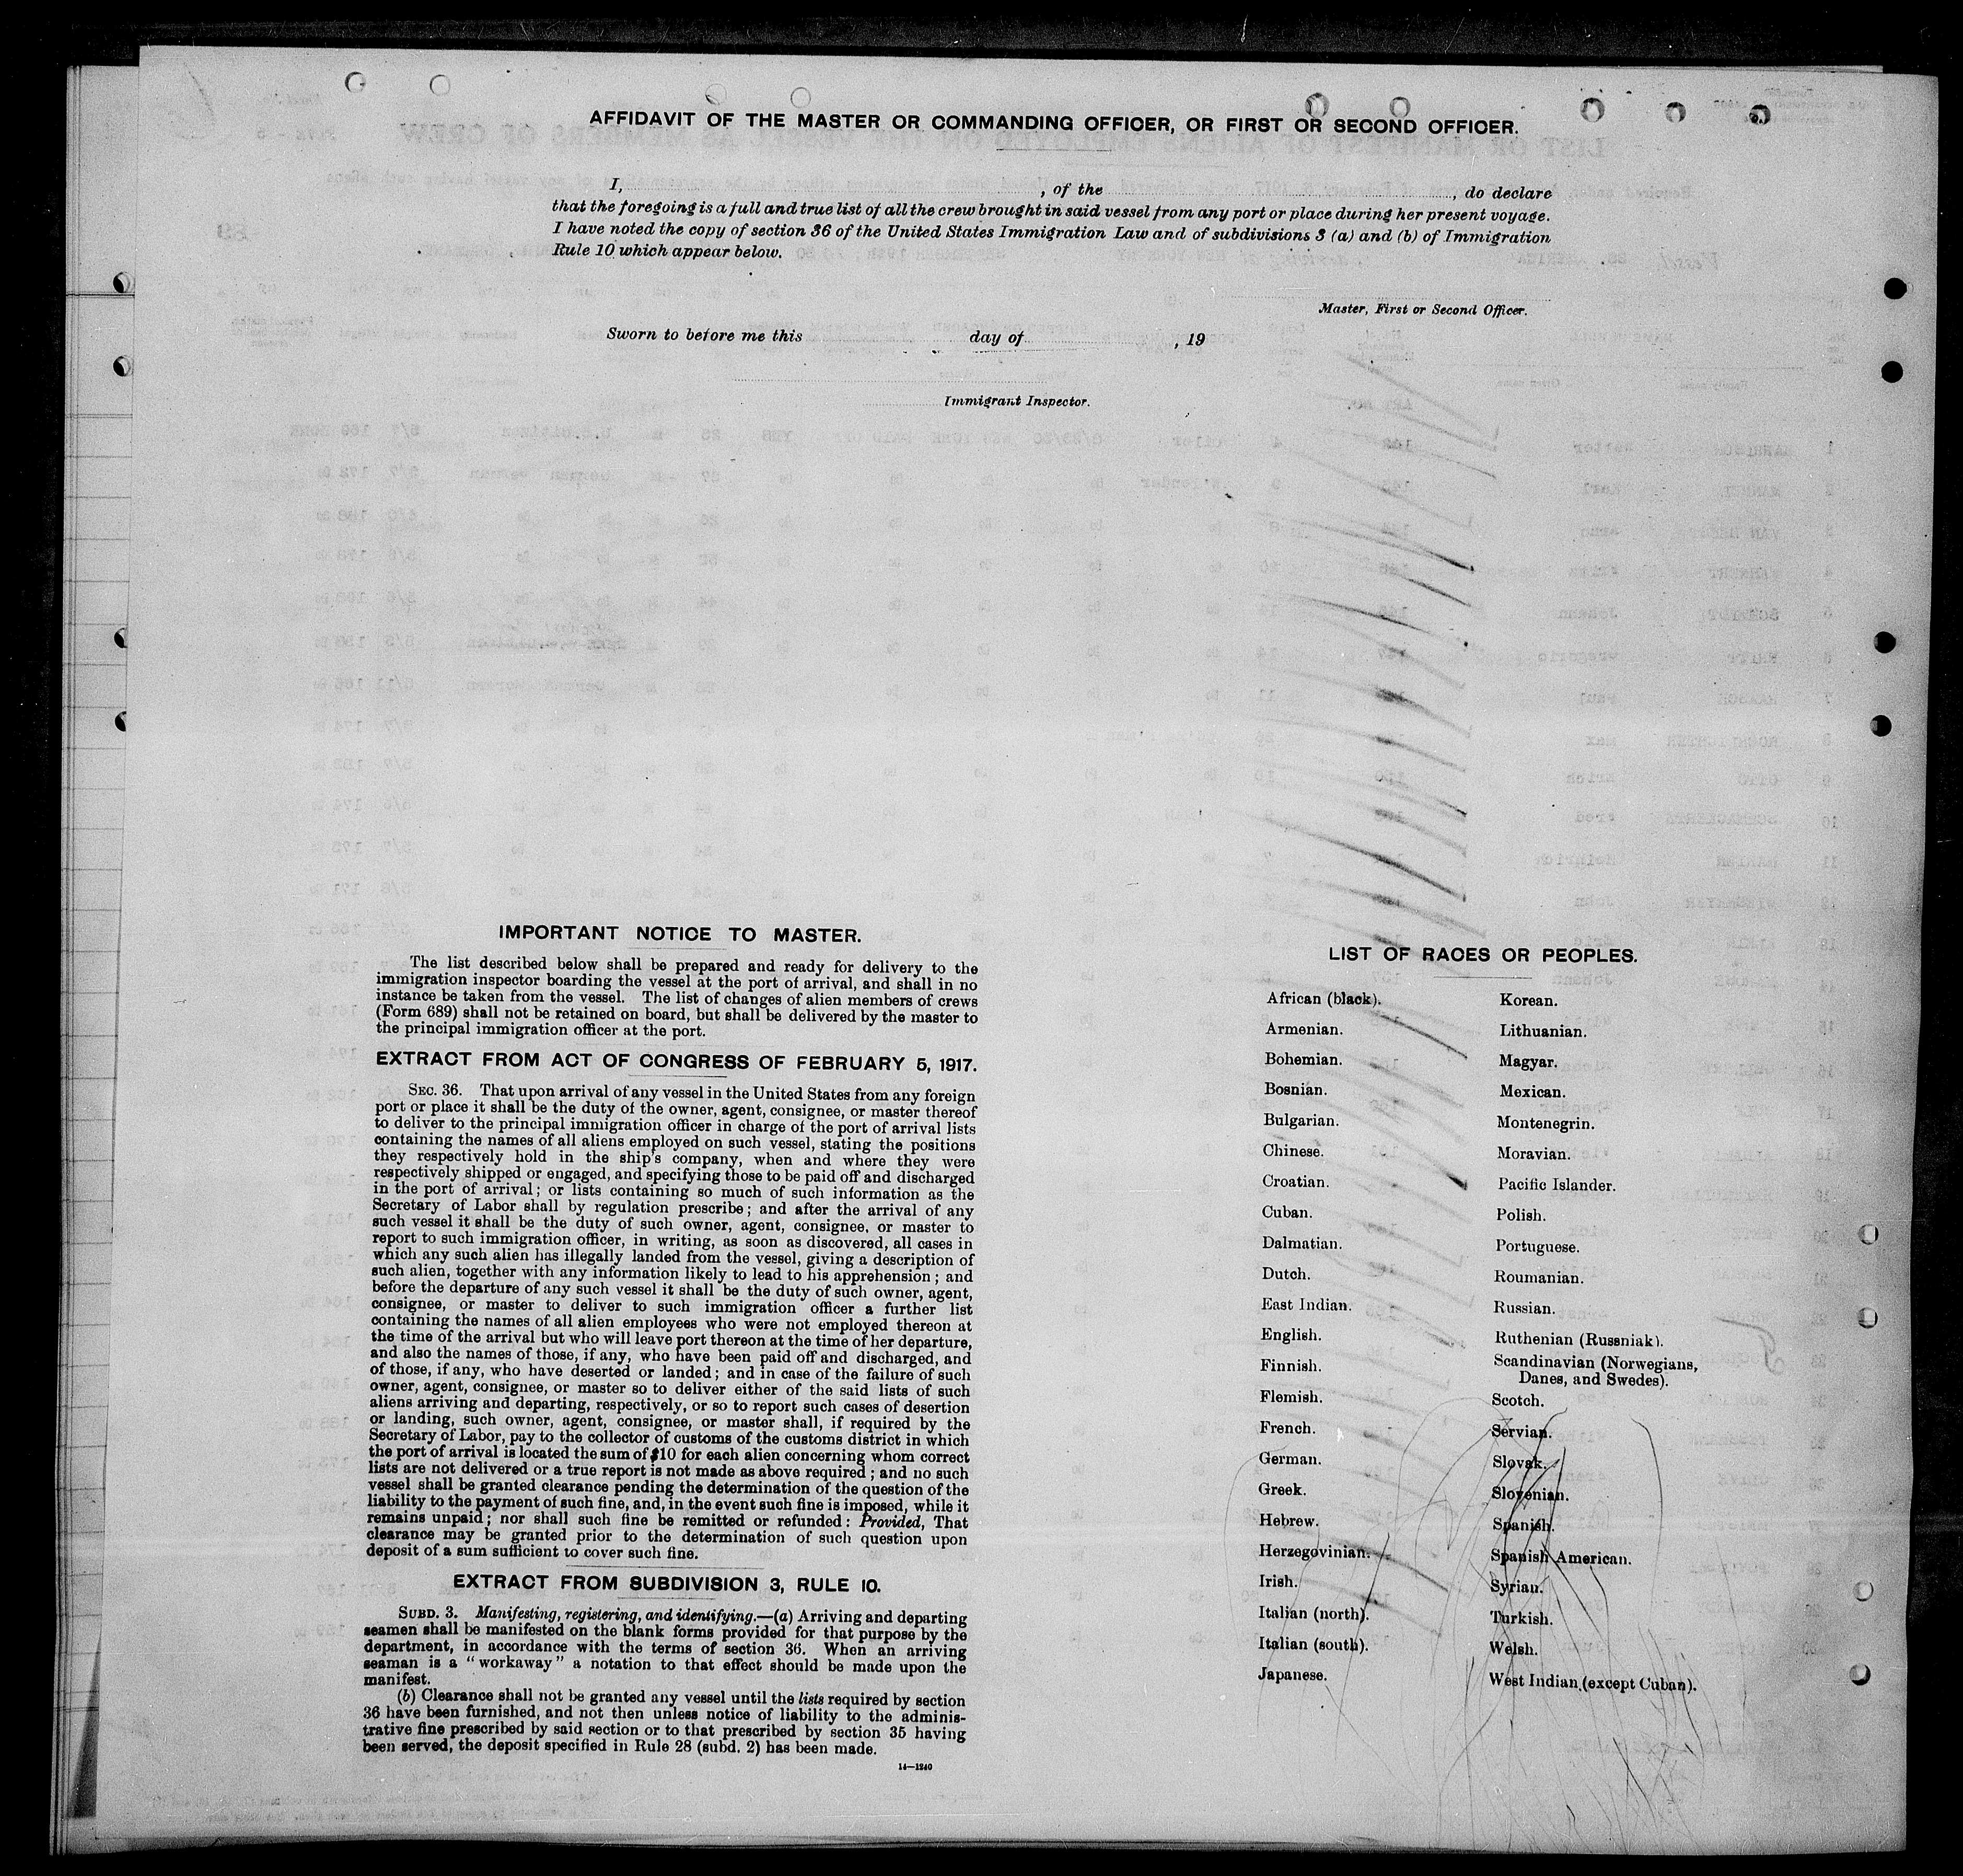 AFFIDAVIT OF THE MASTER OR COMMANDING OFFICER, OR FIRST OR SECOND OFFICER.
I, , of the , do declare
that the foregoing is a full and true list of all the crew brought in said vessel from any port or place during her present voyage.
I have noted the copy of section 36 of the United States Immigration Law and of subdivisions 3 (a) and (b) of Immigration
Rule 10 which appear below.
Master, First or Second Officer.
Sworn to before me this day of , 19
Immigrant Inspector.
IMPORTANT NOTICE TO MASTER.
The list described below shall be prepared and ready for delivery to the
immigration inspector boarding the vessel at the port of arrival, and shall in no
instance be taken from the vessel. The list of changes of alien members of crews
(Form 689) shall not be retained on board, but shall be delivered by the master to
the principal immigration officer at the port.
EXTRACT FROM ACT OF CONGRESS OF FEBRUARY 5, 1917.
SEC. 36. That upon arrival of any vessel in the United States from any foreign
port or place it shall be the duty of the owner, agent, consignee, or master thereof
to deliver to the principal immigration officer in charge of the port of arrival lists
containing the names of all aliens employed on such vessel, stating the positions
they respectively hold in the ship's company, when and where they were
respectively shipped or engaged, and specifying those to be paid off and discharged
in the port of arrival; or lists containing so much of such information as the
Secretary of Labor shall by regulation prescribe; and after the arrival of any
such vessel it shall be the duty of such owner, agent, consignee, or master to
report to such immigration officer, in writing, as soon as discovered, all cases in
which any such alien has illegally landed from the vessel, giving a description of
such alien, together with any information likely to lead to his apprehension; and
before the departure of any such vessel it shall be the duty of such owner, agent,
consignee, or master to deliver to such immigration officer a further list
containing the names of all alien employees who were not employed thereon at
the time of the arrival but who will leave port thereon at the time of her departure,
and also the names of those, if any, who have been paid off and discharged, and
of those, if any, who have deserted or landed; and in case of the failure of such
owner, agent, consignee, or master so to deliver either of the said lists of such
aliens arriving and departing, respectively, or so to report such cases of desertion
or landing, such owner, agent, consignee, or master shall, if required by the
Secretary of Labor, pay to the collector of customs of the customs district in which
the port of arrival is located the sum of $10 for each alien concerning whom correct
lists are not delivered or a true report is not made as above required; and no such
vessel shall be granted clearance pending the determination of the question of the
liability to the payment of such fine, and, in the event such fine is imposed, while it
remains unpaid; nor shall such fine be remitted or refunded: Provided, That
clearance may be granted prior to the determination of such question upon
deposit of a sum sufficient to cover such fine.
EXTRACT FROM SUBDIVISION 3, RULE 10.
SUBD. 3. Manifesting, registering, and identifying.—(a) Arriving and departing
seamen shall be manifested on the blank forms provided for that purpose by the
department, in accordance with the terms of section 36. When an arriving
seaman is a "workaway" a notation to that effect should be made upon the
manifest.
(b) Clearance shall not be granted any vessel until the lists required by section
36 have been furnished, and not then unless notice of liability to the adminis-
trative fine prescribed by said section or to that prescribed by section 35 having
been served, the deposit specified in Rule 28 (subd. 2) has been made.
14—1240
LIST OF RACES OR PEOPLES.
African (black).
Armenian.
Bohemian.
Bosnian.
Bulgarian.
Chinese.
Croatian.
Cuban.
Dalmatian.
Dutch.
East Indian.
English.
Finnish.
Flemish.
French.
German.
Greek.
Hebrew.
Herzegovinian.
Irish.
Italian (north).
Italian (south).
Japanese.
Korean.
Lithuanian.
Magyar.
Mexican.
Montenegrin.
Moravian.
Pacific Islander.
Polish.
Portuguese.
Roumanian.
Russian.
Ruthenian (Russniak).
Scandinavian (Norwegians,
Danes, and Swedes).
Scotch.
Servian.
Slovak.
Slovenian.
Spanish.
Spanish American.
Syrian.
Turkish.
Welsh.
West Indian (except Cuban).